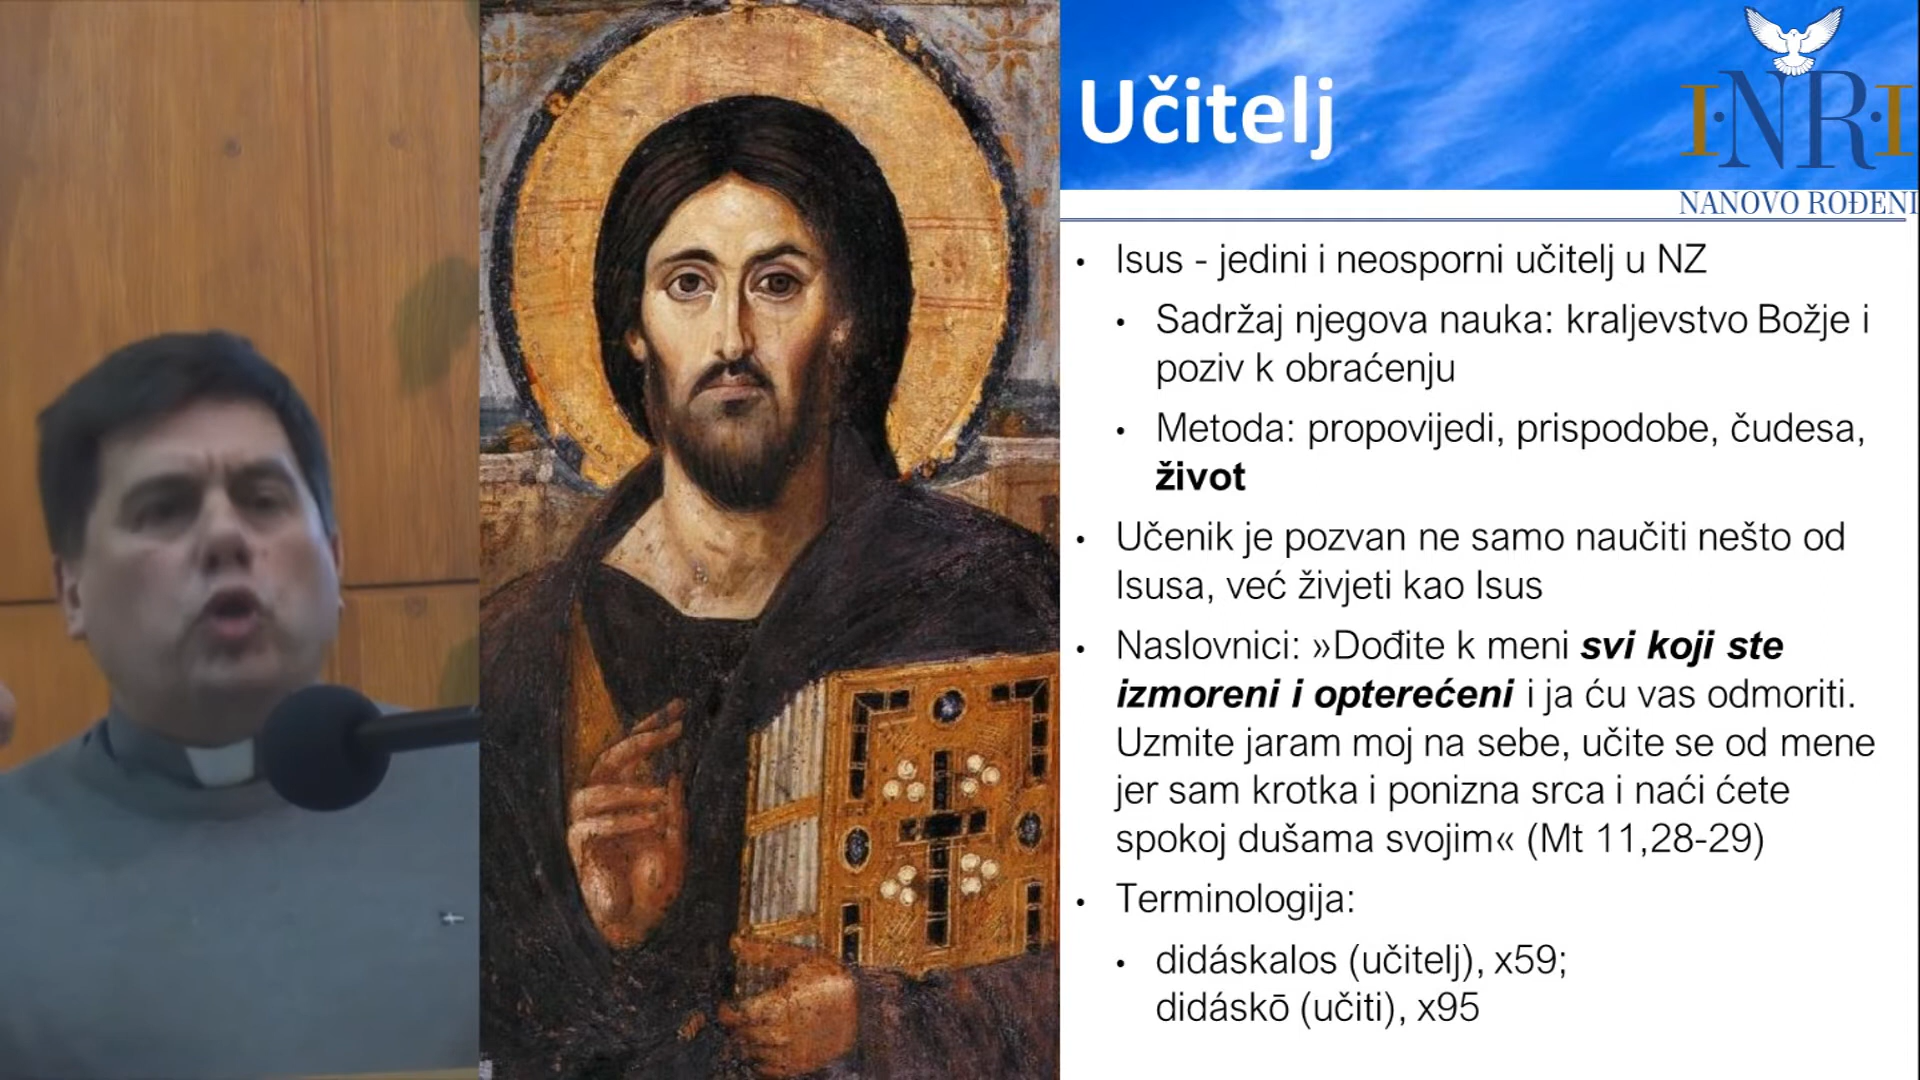 Učitelj
I·NR·I
NANOVO ROĐENI
• Isus - jedini i neosporni učitelj u NZ
• Sadržaj njegova nauka: kraljevstvo Božje i
poziv k obraćenju
• Metoda: propovijedi, prispodobe, čudesa,
život
• Učenik je pozvan ne samo naučiti nešto od
Isusa, već živjeti kao Isus
• Naslovnici: »Dođite k meni svi koji ste
izmoreni i opterećeni i ja ću vas odmoriti.
Uzmite jaram moj na sebe, učite se od mene
jer sam krotka i ponizna srca i naći ćete
spokoj dušama svojim« (Mt 11,28-29)
• Terminologija:
• didáskalos (učitelj), x59;
didáskō (učiti), x95